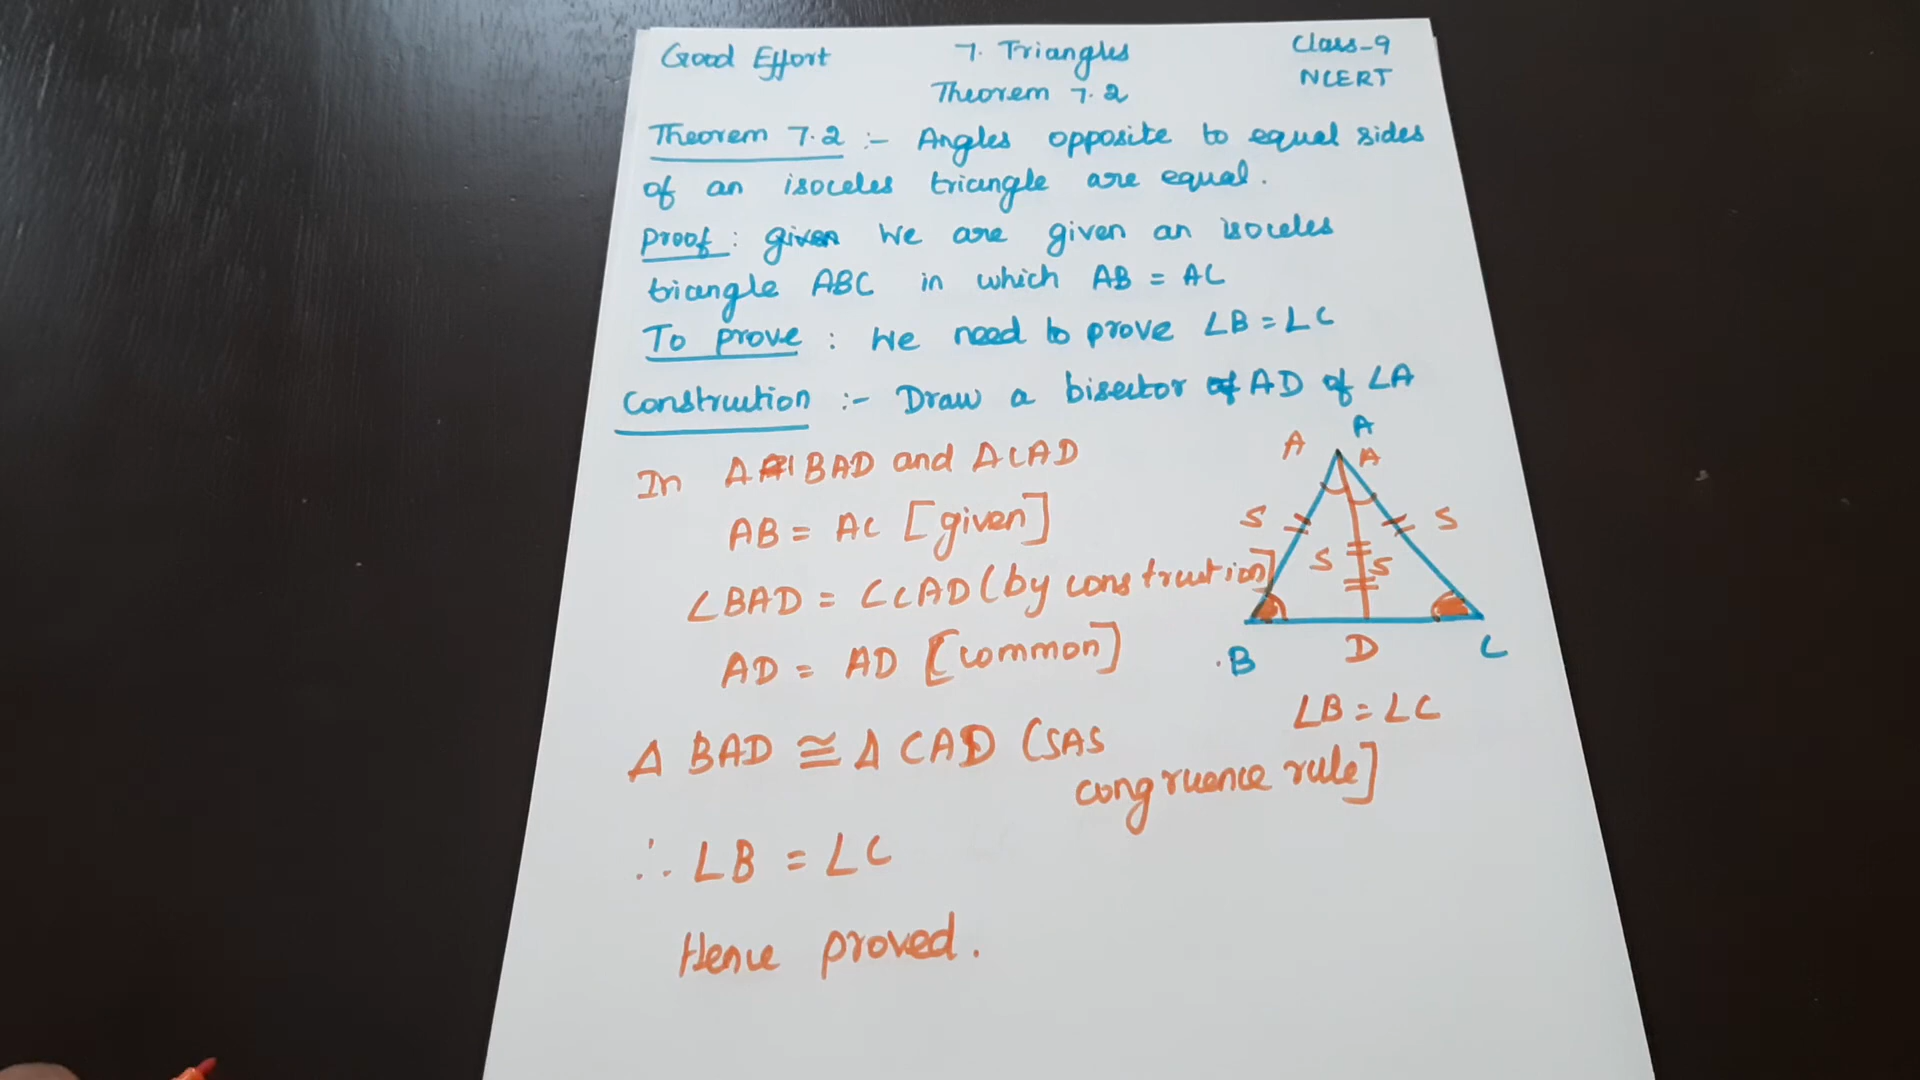 Good Effort
7. Triangles
Class-9
NCERT
Theorem 7.2
Theorem 7.2 :- Angles opposite to equal sides
of an isoceles triangle are equal.
Proof : given We are given an isoceles
triangle ABC in which AB = AC
To prove : We need to prove ∠B = ∠C
Construction :- Draw a bisector of AD of ∠A
In Δ BAD and ΔCAD
AB = AC [given]
∠BAD = ∠CAD (by construction]
AD = AD [common]
Δ BAD ≅ Δ CAD (SAS
congruence rule]
∴ ∠B = ∠C
Hence proved.
A
A
A
S
S
S
S
B
D
C
∠B = ∠C